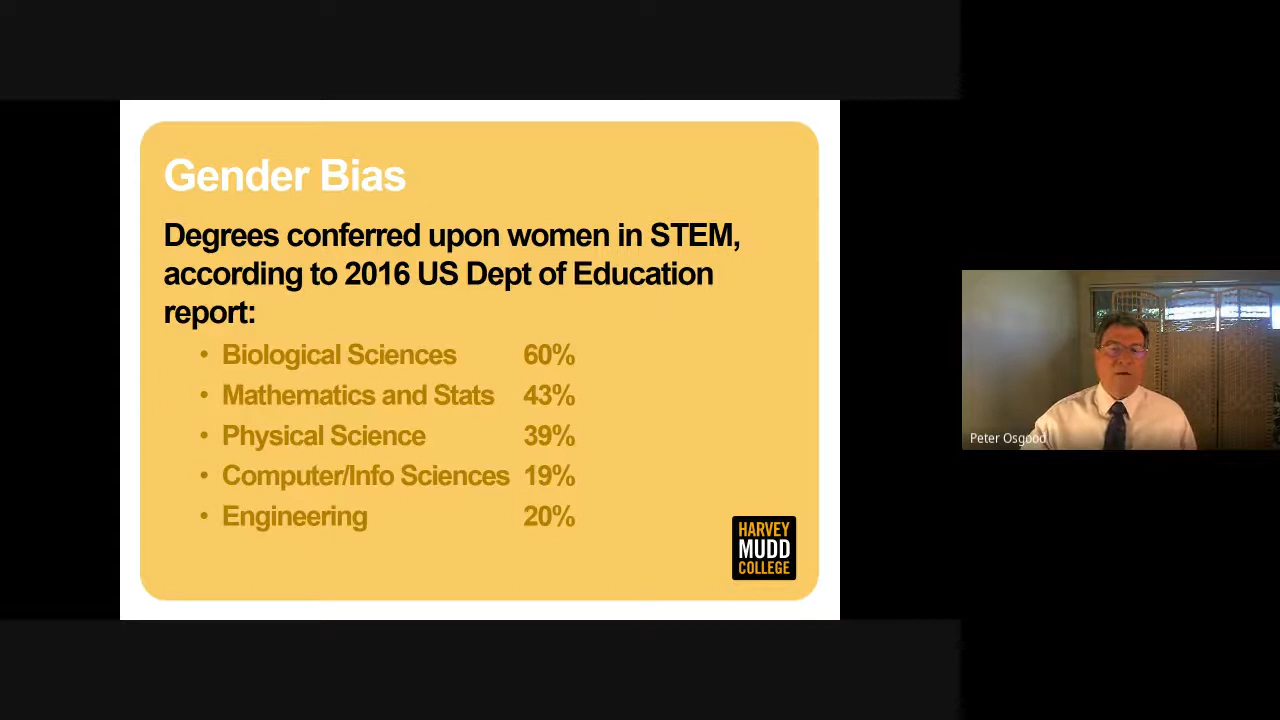 Gender Bias
Degrees conferred upon women in STEM,
according to 2016 US Dept of Education
report:
• Biological Sciences 60%
• Mathematics and Stats 43%
• Physical Science 39%
• Computer/Info Sciences 19%
• Engineering 20%
HARVEY
MUDD
COLLEGE
Peter Osgood